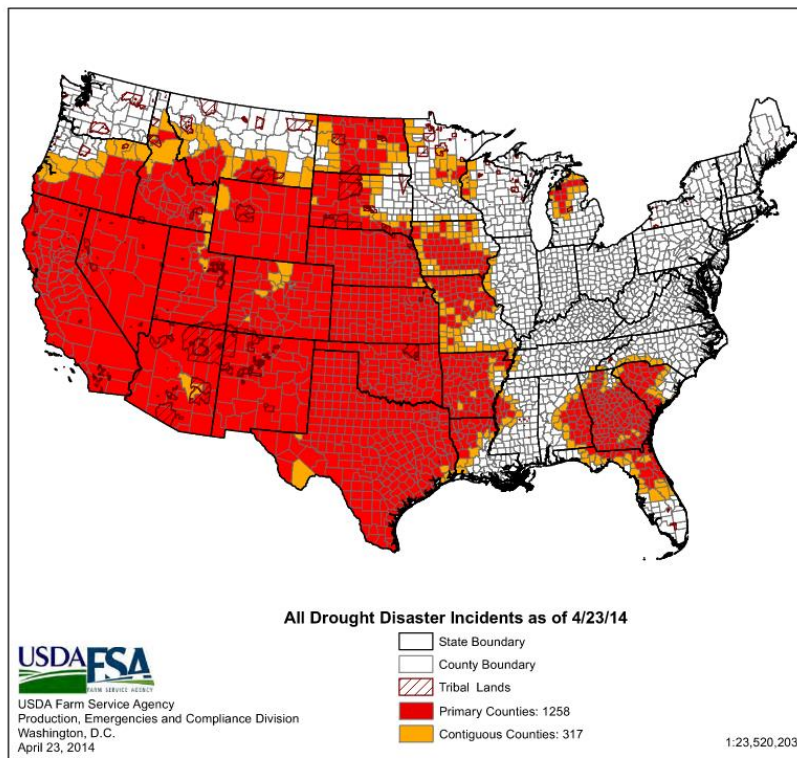 All Drought Disaster Incidents as of 4/23/14
State Boundary
County Boundary
Tribal Lands
Primary Counties: 1258
Contiguous Counties: 317
USDA FSA
FARM SERVICE AGENCY
USDA Farm Service Agency
Production, Emergencies and Compliance Division
Washington, D.C.
April 23, 2014
1:23,520,203